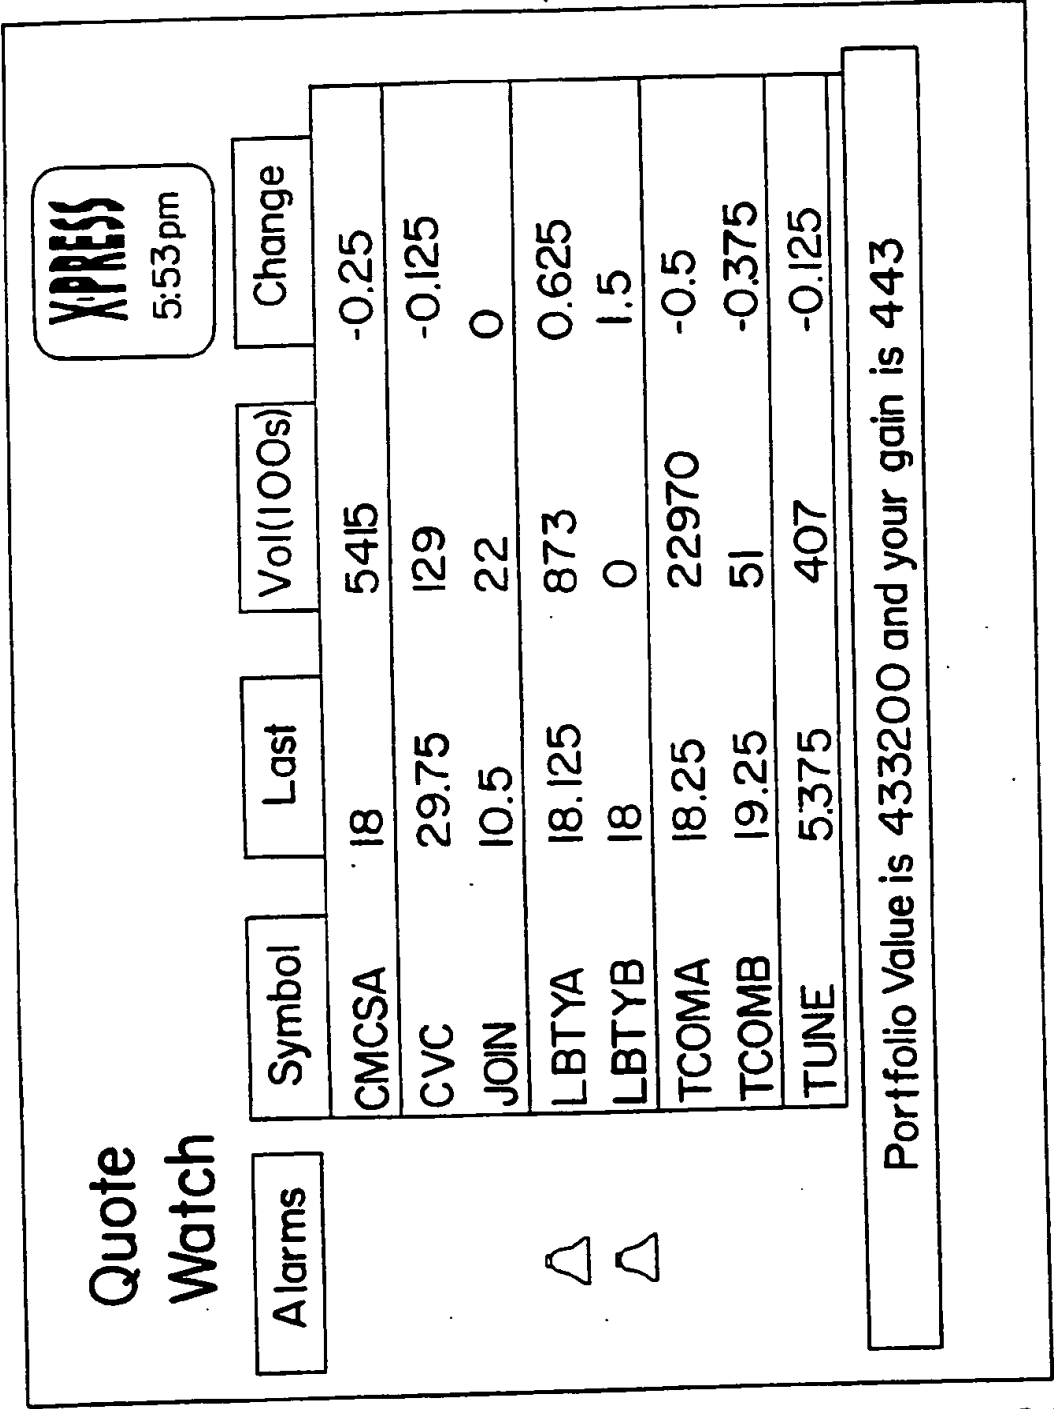 Quote
Watch
X·PRESS
5:53pm
Alarms Symbol Last Vol(100s) Change
CMCSA 18 5415 -0.25
CVC 29.75 129 -0.125
JOIN 10.5 22 0
LBTYA 18.125 873 0.625
LBTYB 18 0 1.5
TCOMA 18.25 22970 -0.5
TCOMB 19.25 51 -0.375
TUNE 5.375 407 -0.125
Portfolio Value is 433200 and your gain is 443